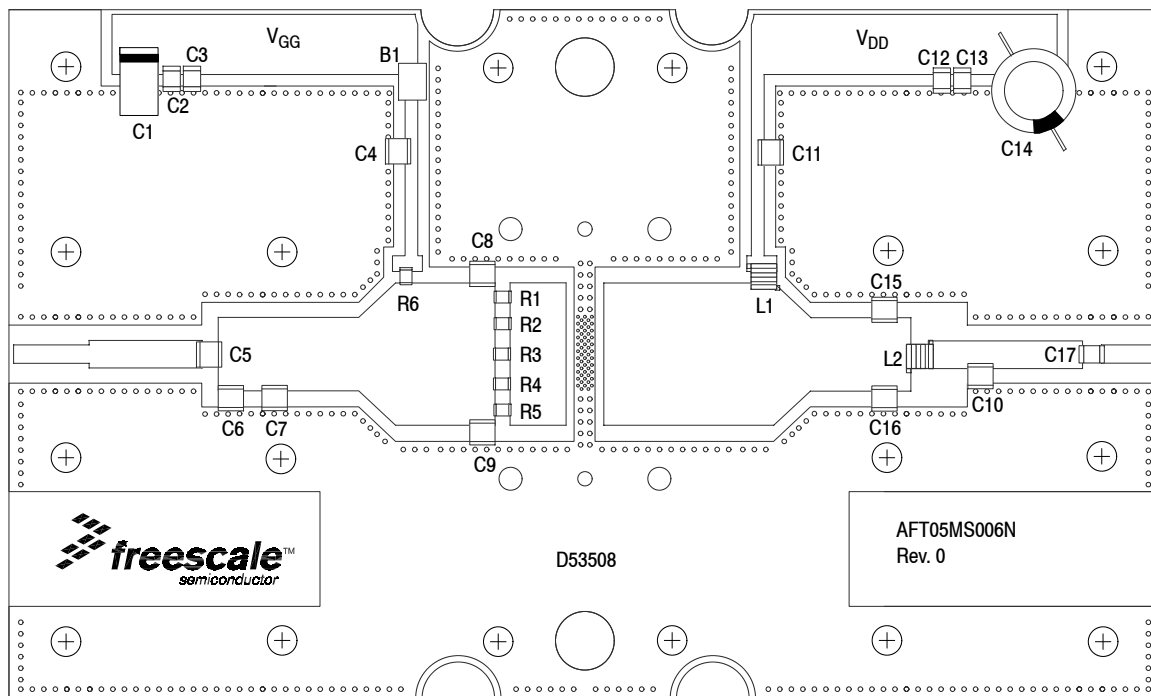 VGG
VDD
B1
C3
C2
C1
C12 C13
C14
C4
C11
C8
C15
R6
L1
R1
R2
R3
R4
R5
C5
L2
C17
C6
C7
C9
C16
C10
freescale™
semiconductor
D53508
AFT05MS006N
Rev. 0